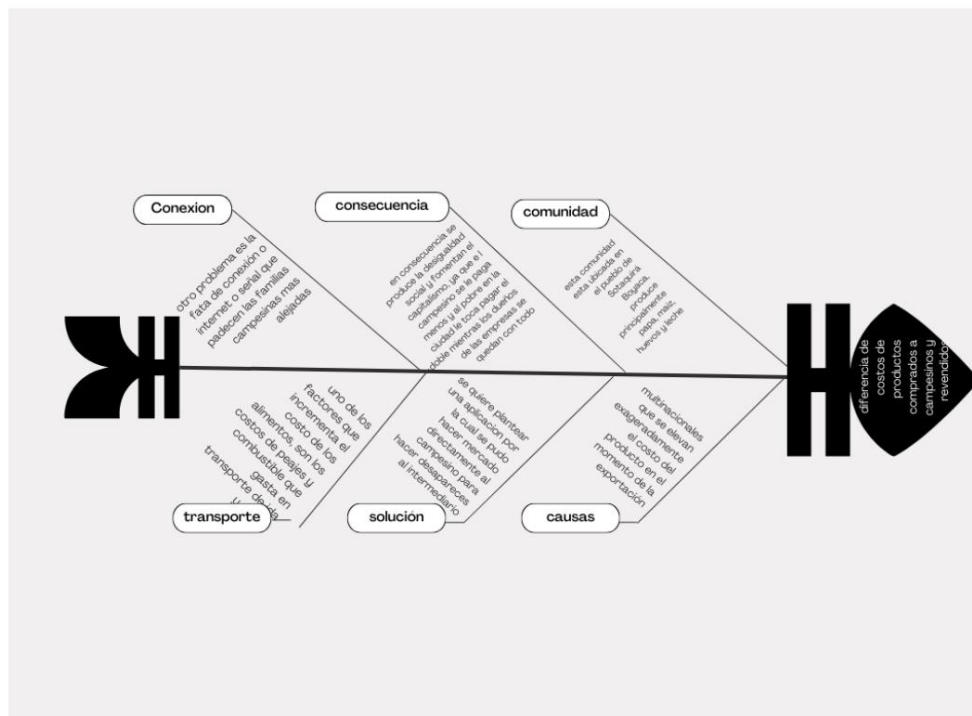 Conexion
otro problema es la
fata de conexión o
internet o señal que
padecen las familias
campesinas mas
alejadas
consecuencia
en consecuencia se
produce la desigualdad
social y fomentan el
capitalismo, ya que e l
campesino se le paga
menos y al pobre en la
ciudad le toca pagar el
doble mientras los dueños
de las empresas se
quedan con todo
comunidad
esta comunidad
esta ubicada en
el pueblo de
Sotaquirá
Boyaca,
produce
principalmente
papa, maiz,
huevos y leche
diferencia de
costos de
productos
comprados a
campesinos y
revendidos
uno de los
factores que
incrementa el
costo de los
alimentos, son los
costos de peajes y
combustible que
gasta en
transporte de ida
y
transporte
se quiere plantear
una aplicacion por
la cual se pudo
hacer mercado
directamente al
campesino para
hacer desapareces
al intermediario
solución
multinacionales
que se elevan
exageradamente
el costo del
producto en el
momento de la
exportación
causas